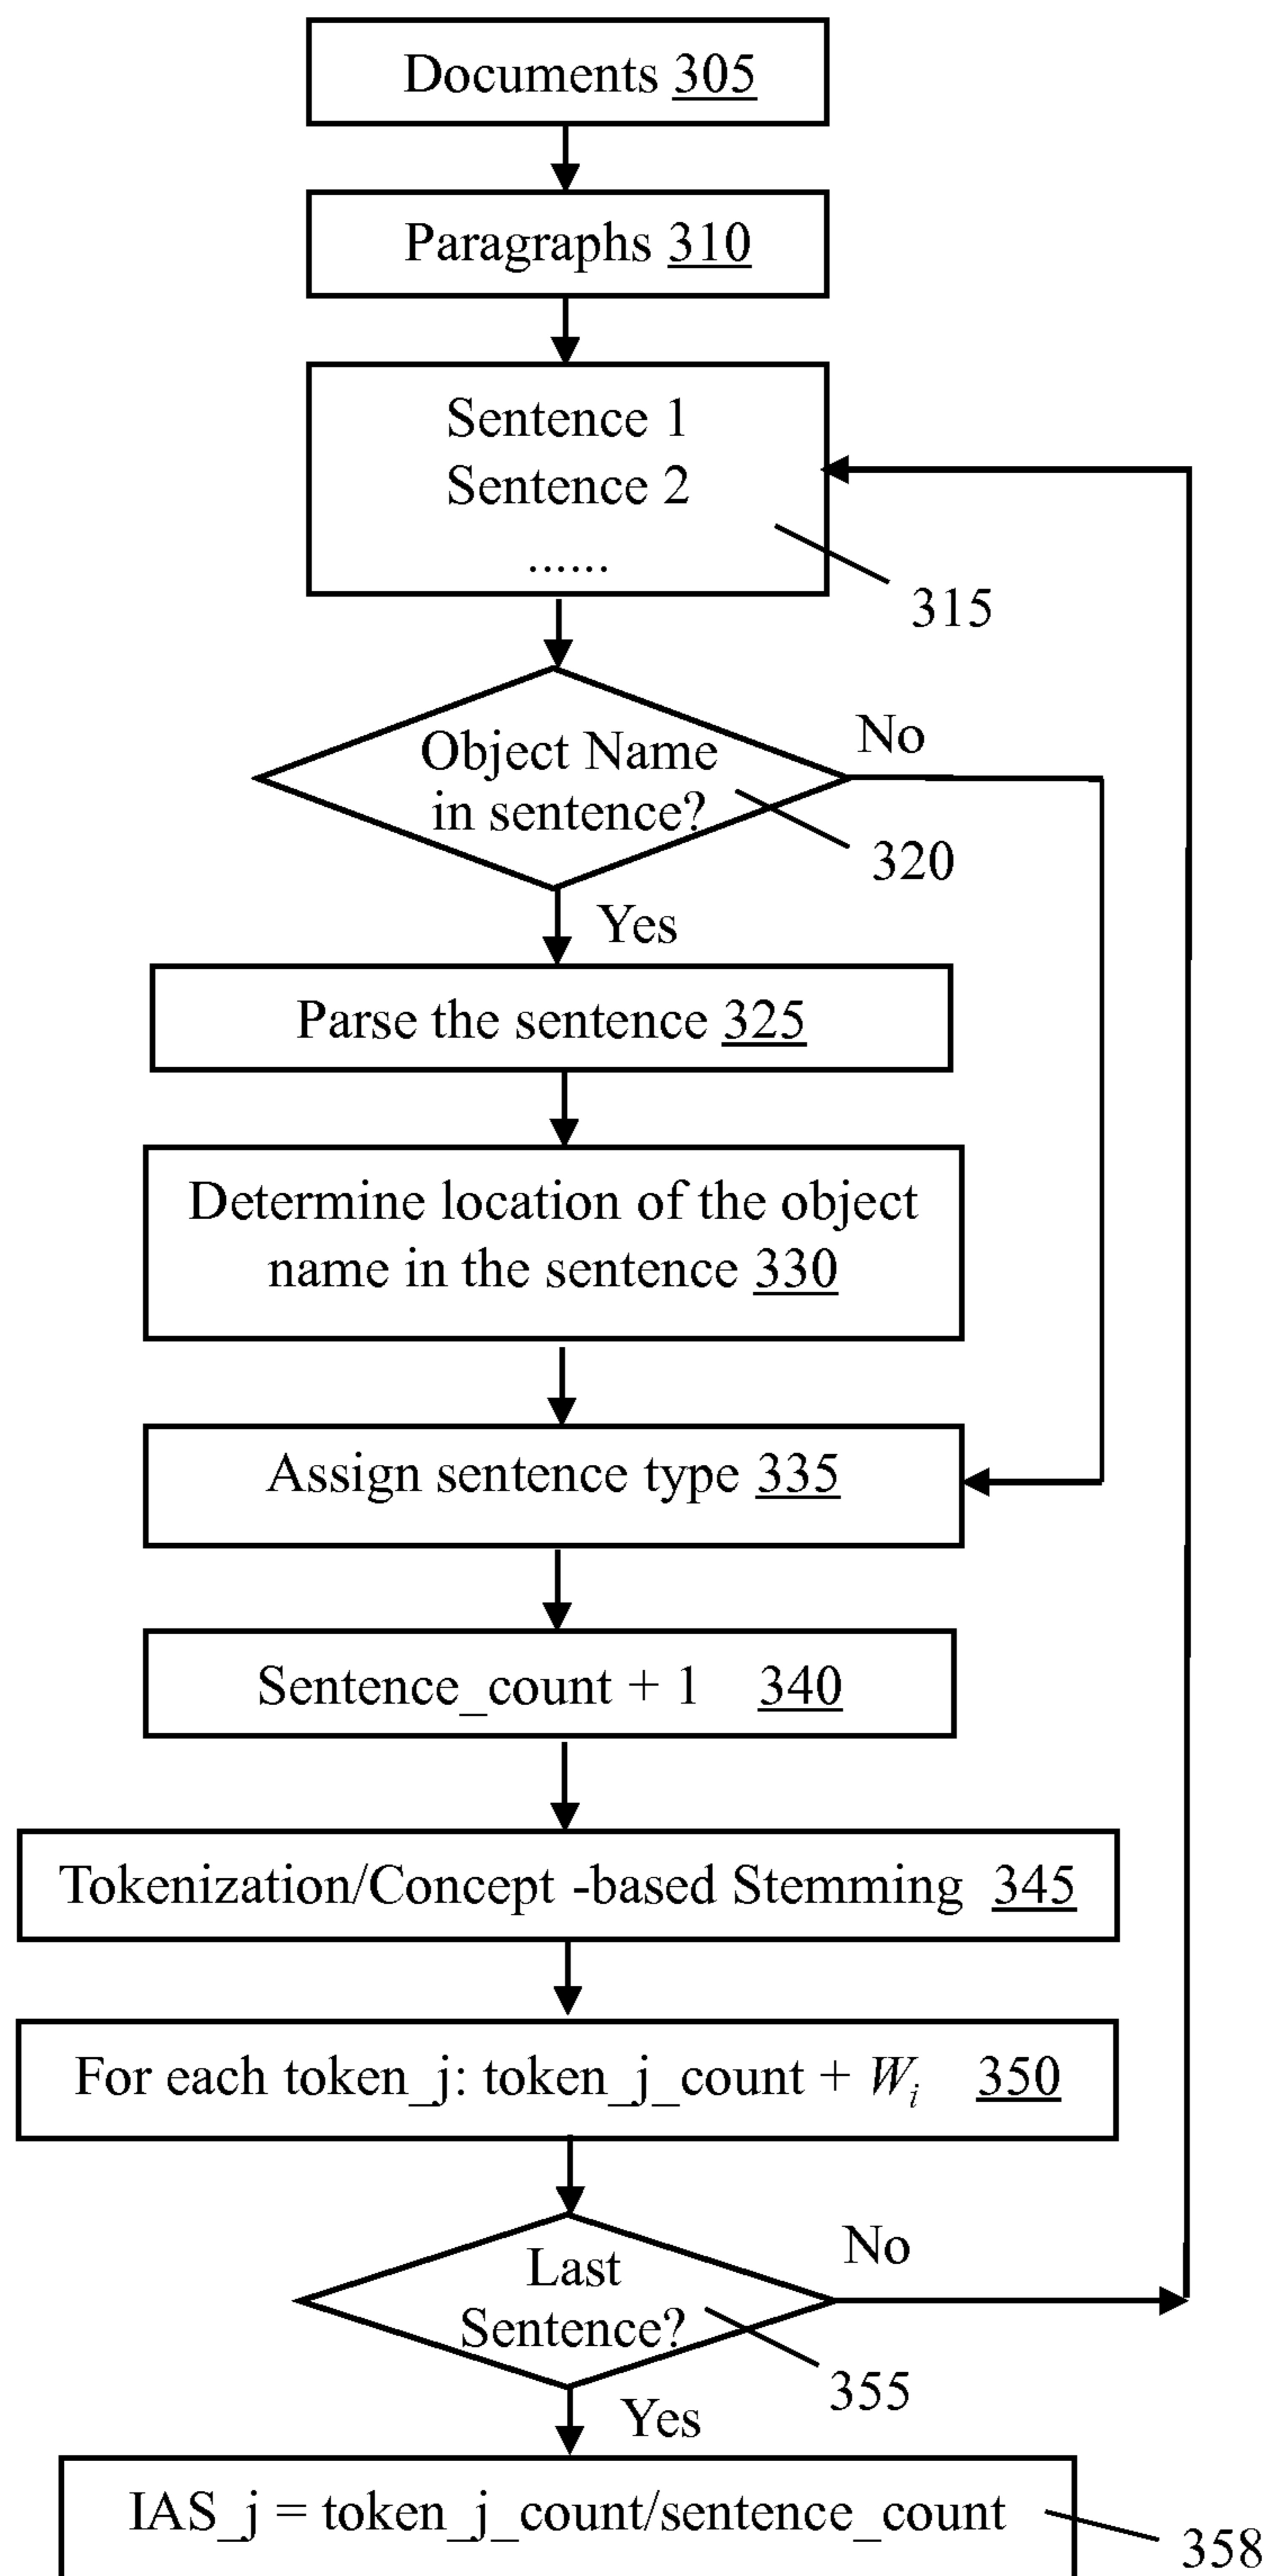 Documents 305
Paragraphs 310
Sentence 1
Sentence 2
......
315
Object Name
in sentence?
No
320
Yes
Parse the sentence 325
Determine location of the object
name in the sentence 330
Assign sentence type 335
Sentence_count + 1 340
Tokenization/Concept -based Stemming 345
For each token_j: token_j_count + Wi 350
Last
Sentence?
No
355
Yes
IAS_j = token_j_count/sentence_count
358